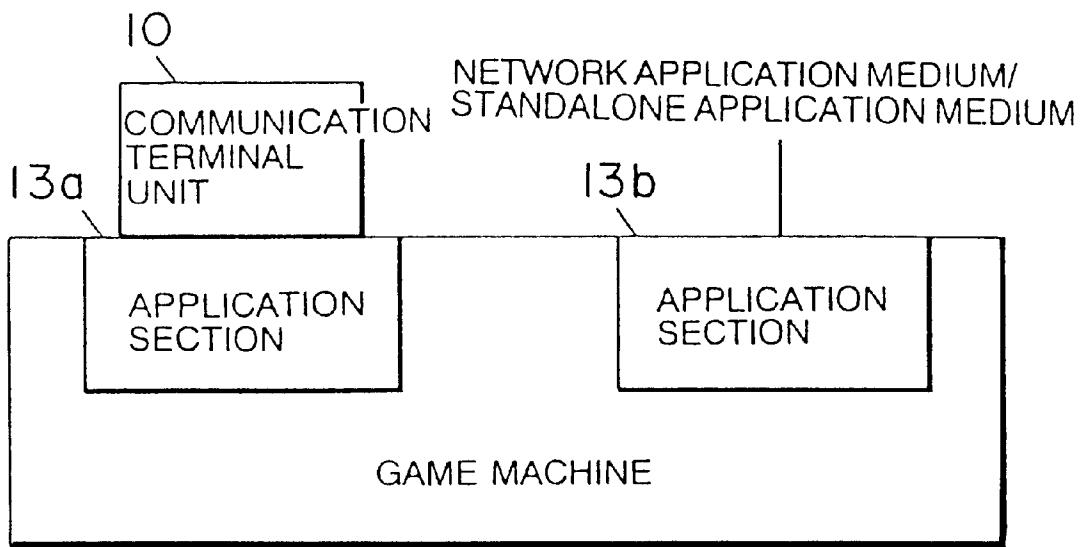 10
COMMUNICATION
TERMINAL
UNIT
NETWORK APPLICATION MEDIUM/
STANDALONE APPLICATION MEDIUM
13a
13b
APPLICATION
SECTION
APPLICATION
SECTION
GAME MACHINE